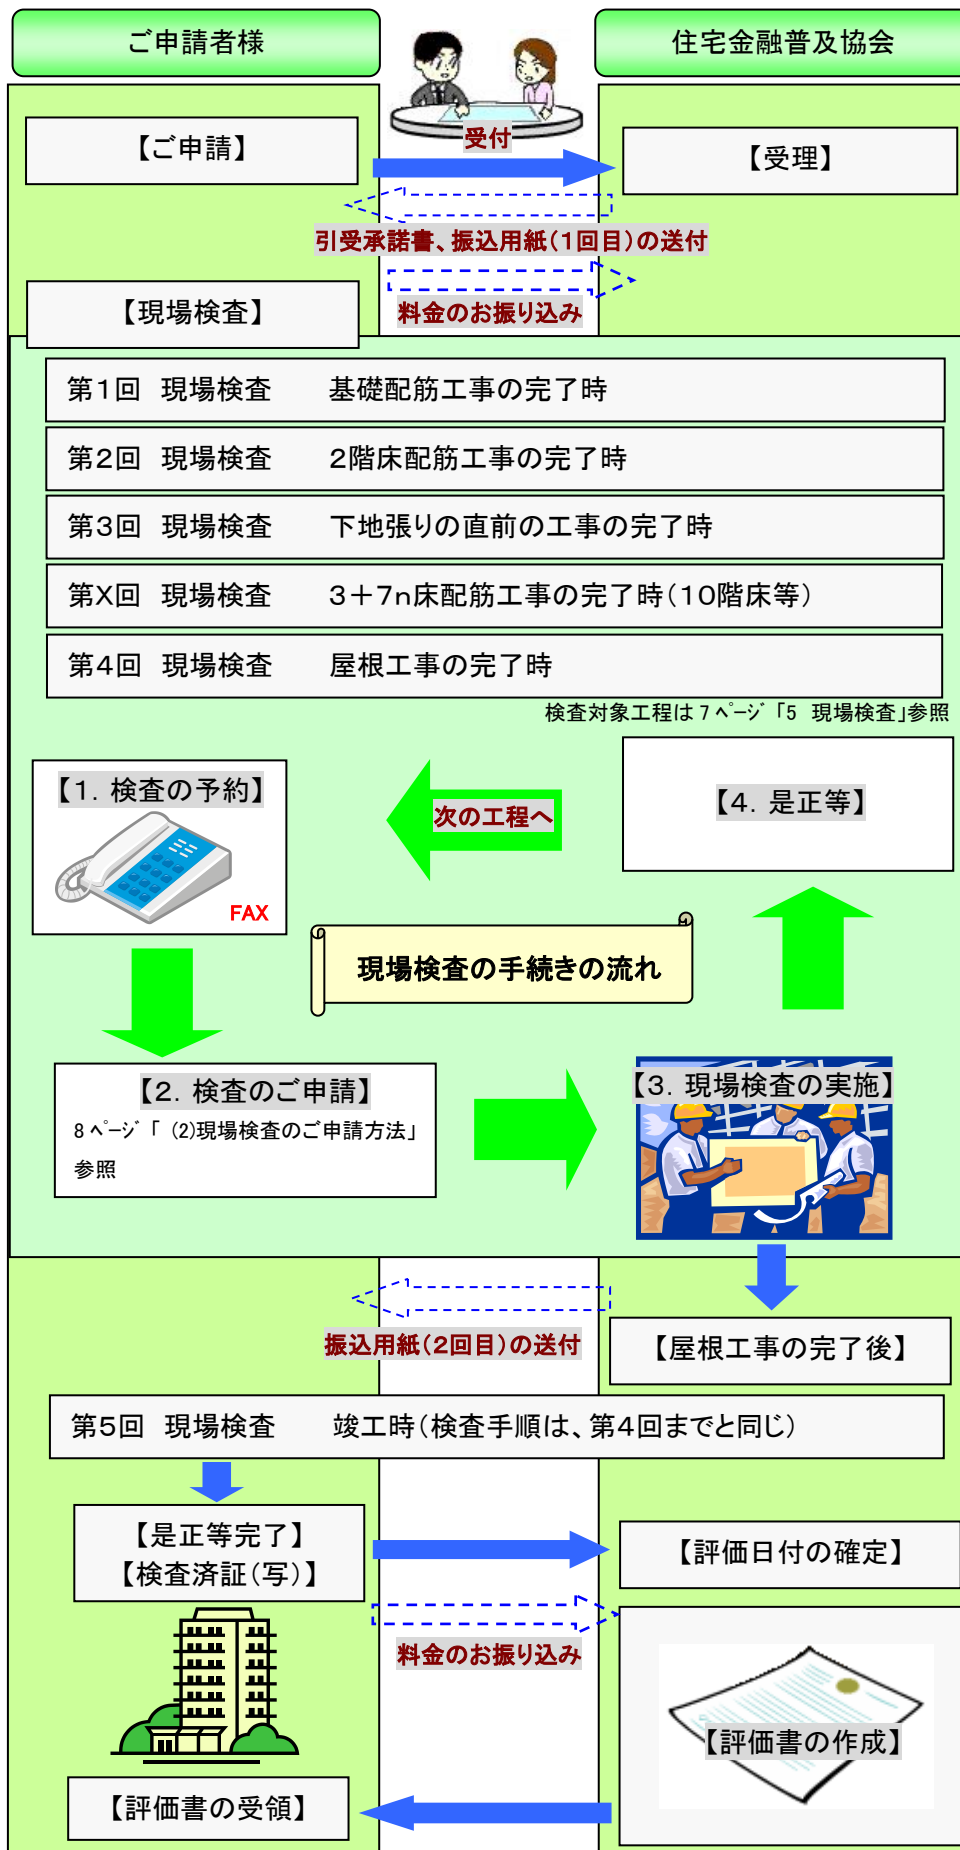 ご申請者様
住宅金融普及協会
【ご申請】
受付
【受理】
引受承諾書、振込用紙(1回目)の送付
料金のお振り込み
【現場検査】
第1回 現場検査 基礎配筋工事の完了時
第2回 現場検査 2階床配筋工事の完了時
第3回 現場検査 下地張りの直前の工事の完了時
第X回 現場検査 3+7n床配筋工事の完了時(10階床等)
第4回 現場検査 屋根工事の完了時
検査対象工程は7ページ「5 現場検査」参照
【1. 検査の予約】
FAX
次の工程へ
【4. 是正等】
現場検査の手続きの流れ
【2. 検査のご申請】
8ページ「(2)現場検査のご申請方法」
参照
【3. 現場検査の実施】
振込用紙(2回目)の送付
【屋根工事の完了後】
第5回 現場検査 竣工時(検査手順は、第4回までと同じ)
【是正等完了】
【検査済証(写)】
【評価日付の確定】
料金のお振り込み
【評価書の作成】
【評価書の受領】